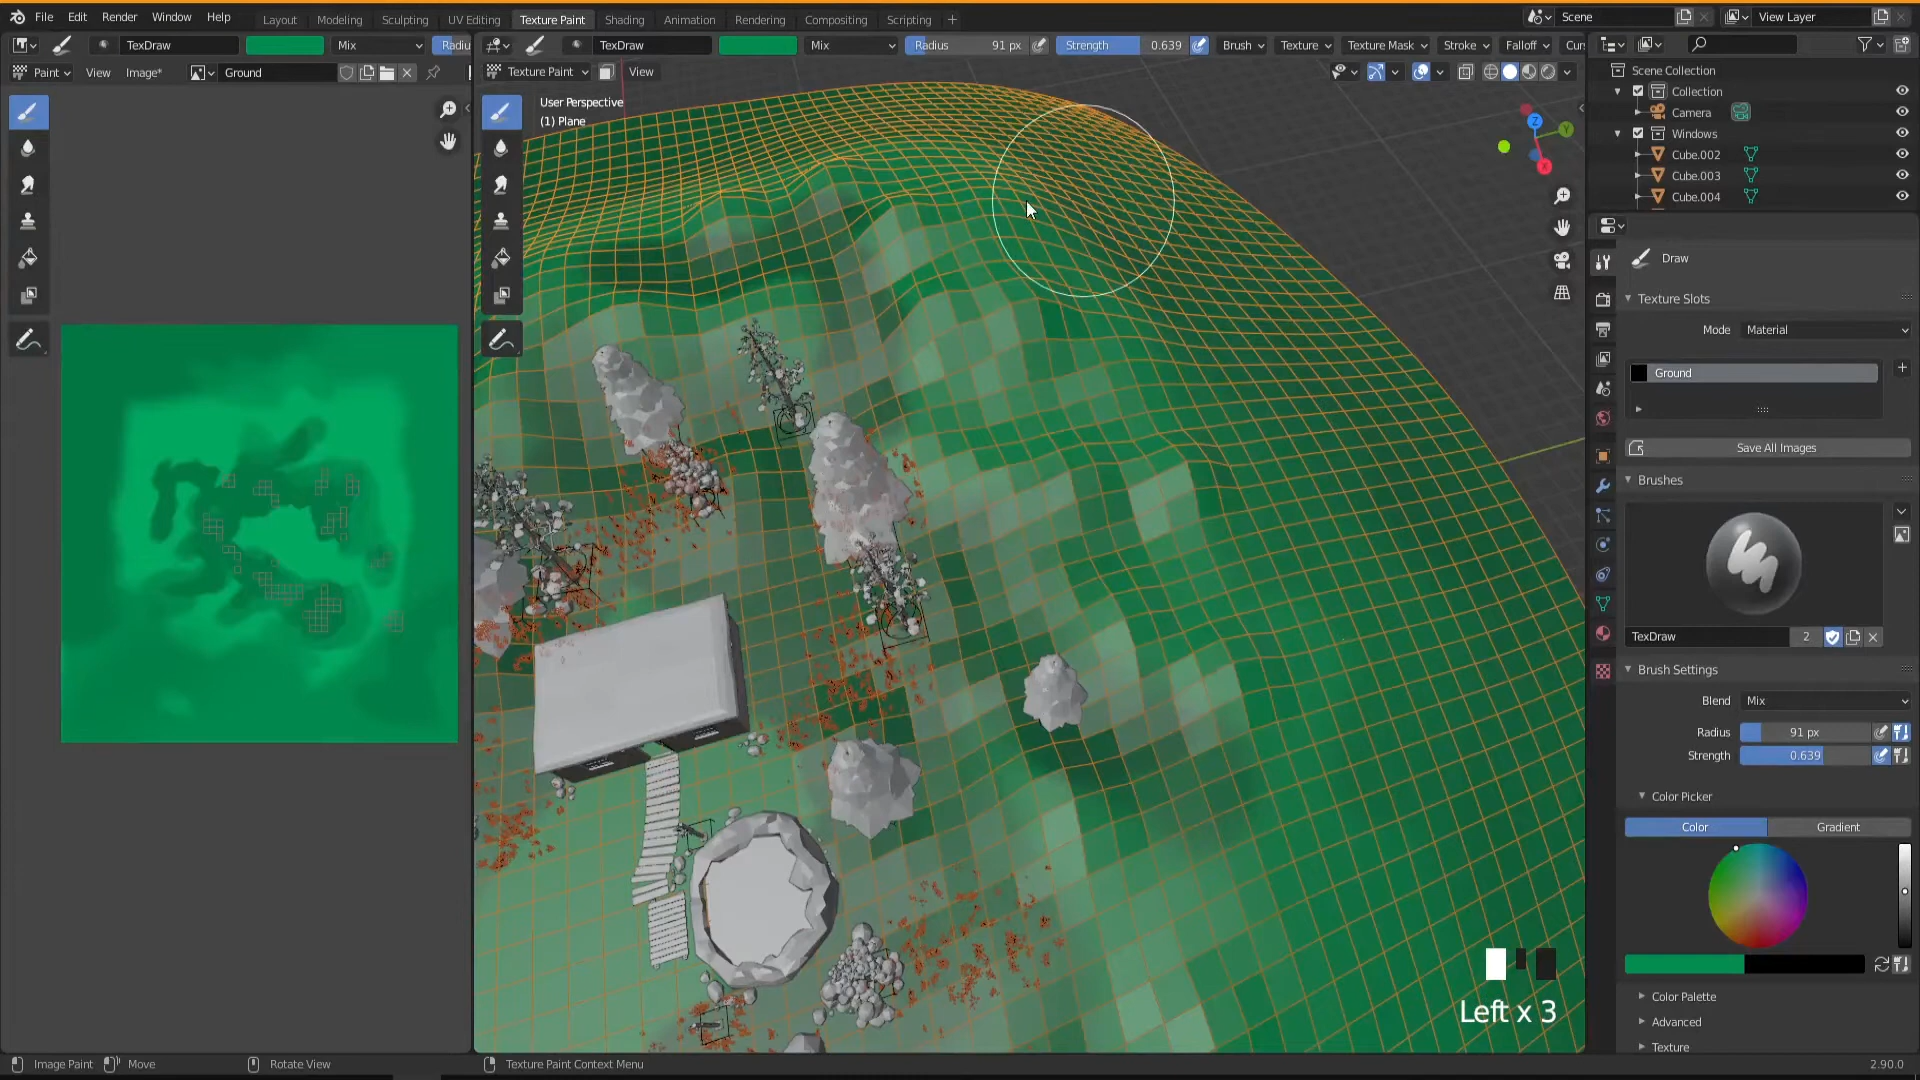 File Edit Render Window Help Layout Modeling Sculpting UV Editing Texture Paint Shading Animation Rendering Compositing Scripting + Scene View Layer
TexDraw Mix Radiu TexDraw Mix Radius 91 px Strength 0.639 Brush Texture Texture Mask Stroke Falloff Cur
Paint View Image* Ground Texture Paint View
User Perspective
(1) Plane
Z
Y
X
Scene Collection
Collection
Camera
Windows
Cube.002
Cube.003
Cube.004
Draw
Texture Slots
Mode Material
Ground
Save All Images
Brushes
TexDraw 2
Brush Settings
Blend Mix
Radius 91 px
Strength 0.639
Color Picker
Color Gradient
Color Palette
Advanced
Texture
Left x 3
Image Paint Move Rotate View Texture Paint Context Menu 2.90.0